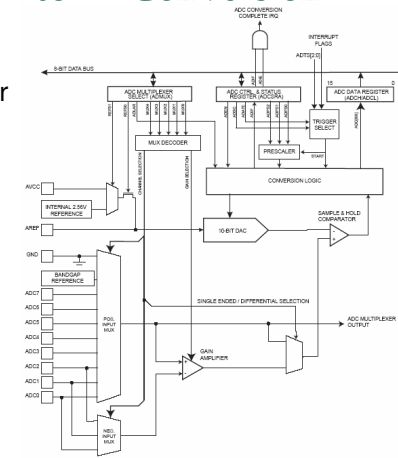 ADC CONVERSION
COMPLETE IRQ
INTERRUPT
FLAGS
ADTS[2:0]
8-BIT DATA BUS
15
0
ADC MULTIPLEXER
SELECT (ADMUX)
ADC CTRL & STATUS
REGISTER (ADCSRA)
ADC DATA REGISTER
(ADCH/ADCL)
r
TRIGGER
SELECT
MUX DECODER
PRESCALER
START
CHANNEL SELECTION
GAIN SELECTION
CONVERSION LOGIC
AVCC
INTERNAL 2.56V
REFERENCE
SAMPLE & HOLD
COMPARATOR
AREF
10-BIT DAC
-
+
GND
BANDGAP
REFERENCE
ADC7
ADC6
SINGLE ENDED / DIFFERENTIAL SELECTION
ADC5
POS.
INPUT
MUX
ADC MULTIPLEXER
OUTPUT
ADC4
ADC3
GAIN
AMPLIFIER
ADC2
+
-
ADC1
ADC0
NEG.
INPUT
MUX